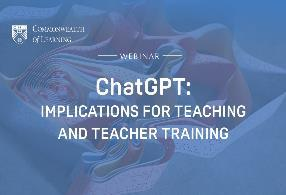 COMMONWEALTH
OF LEARNING
WEBINAR
ChatGPT:
IMPLICATIONS FOR TEACHING
AND TEACHER TRAINING